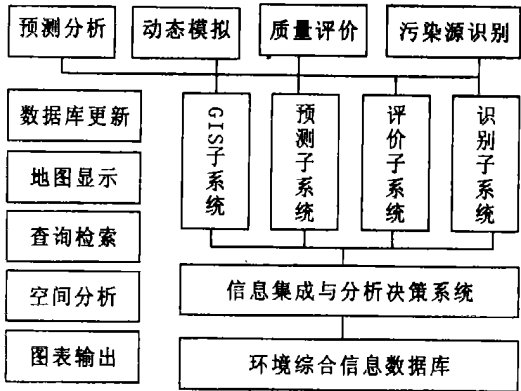 预测分析
动态模拟
质量评价
污染源识别
数据库更新
地图显示
查询检索
空间分析
图表输出
GIS子系统
预测子系统
评价子系统
识别子系统
信息集成与分析决策系统
环境综合信息数据库